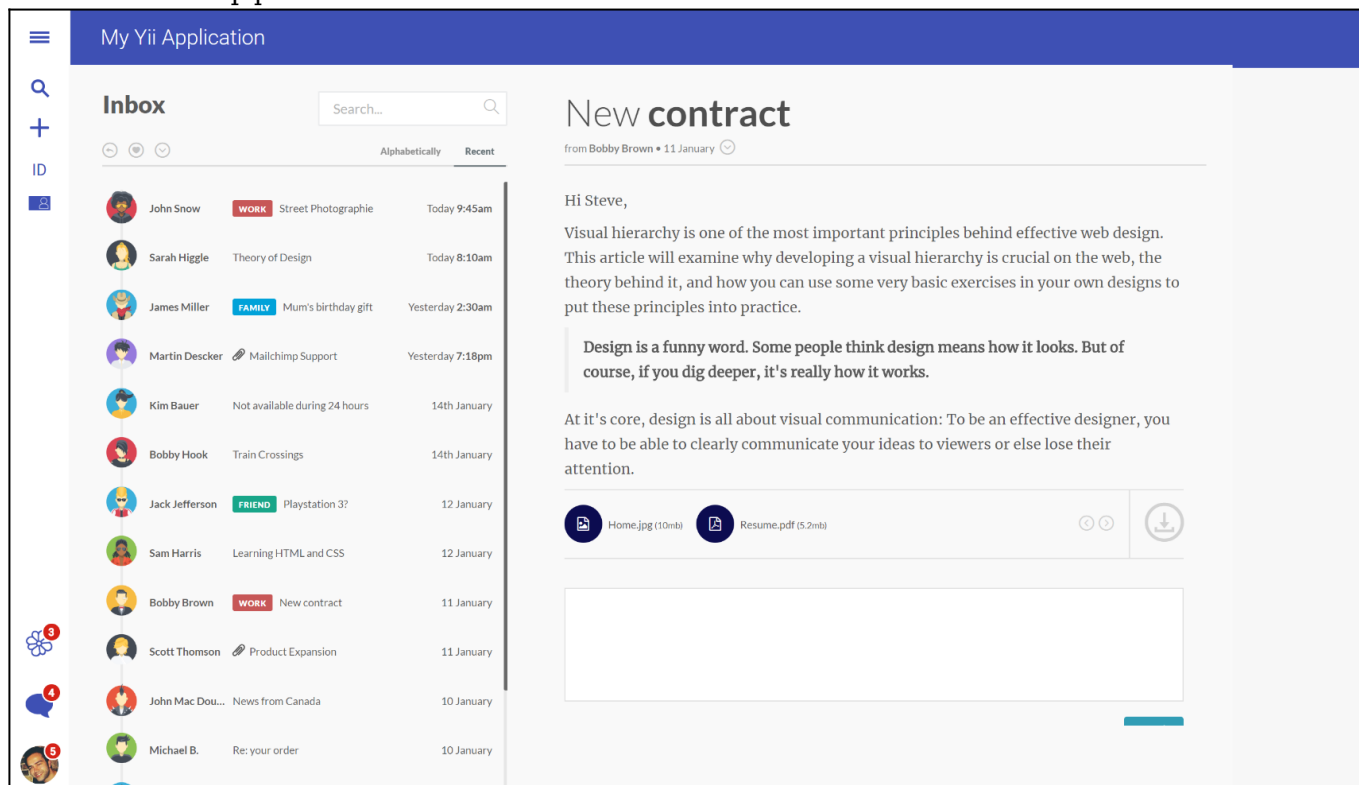 My Yii Application
ID
3
4
5
Inbox
Search...
Alphabetically Recent
John Snow WORK Street Photographie Today 9:45am
Sarah Higgle Theory of Design Today 8:10am
James Miller FAMILY Mum's birthday gift Yesterday 2:30am
Martin Descker Mailchimp Support Yesterday 7:18pm
Kim Bauer Not available during 24 hours 14th January
Bobby Hook Train Crossings 14th January
Jack Jefferson FRIEND Playstation 3? 12 January
Sam Harris Learning HTML and CSS 12 January
Bobby Brown WORK New contract 11 January
Scott Thomson Product Expansion 11 January
John Mac Dou... News from Canada 10 January
Michael B. Re: your order 10 January
New contract
from Bobby Brown • 11 January
Hi Steve,
Visual hierarchy is one of the most important principles behind effective web design.
This article will examine why developing a visual hierarchy is crucial on the web, the
theory behind it, and how you can use some very basic exercises in your own designs to
put these principles into practice.
Design is a funny word. Some people think design means how it looks. But of
course, if you dig deeper, it's really how it works.
At it's core, design is all about visual communication: To be an effective designer, you
have to be able to clearly communicate your ideas to viewers or else lose their
attention.
Home.jpg (10mb) Resume.pdf (5.2mb)